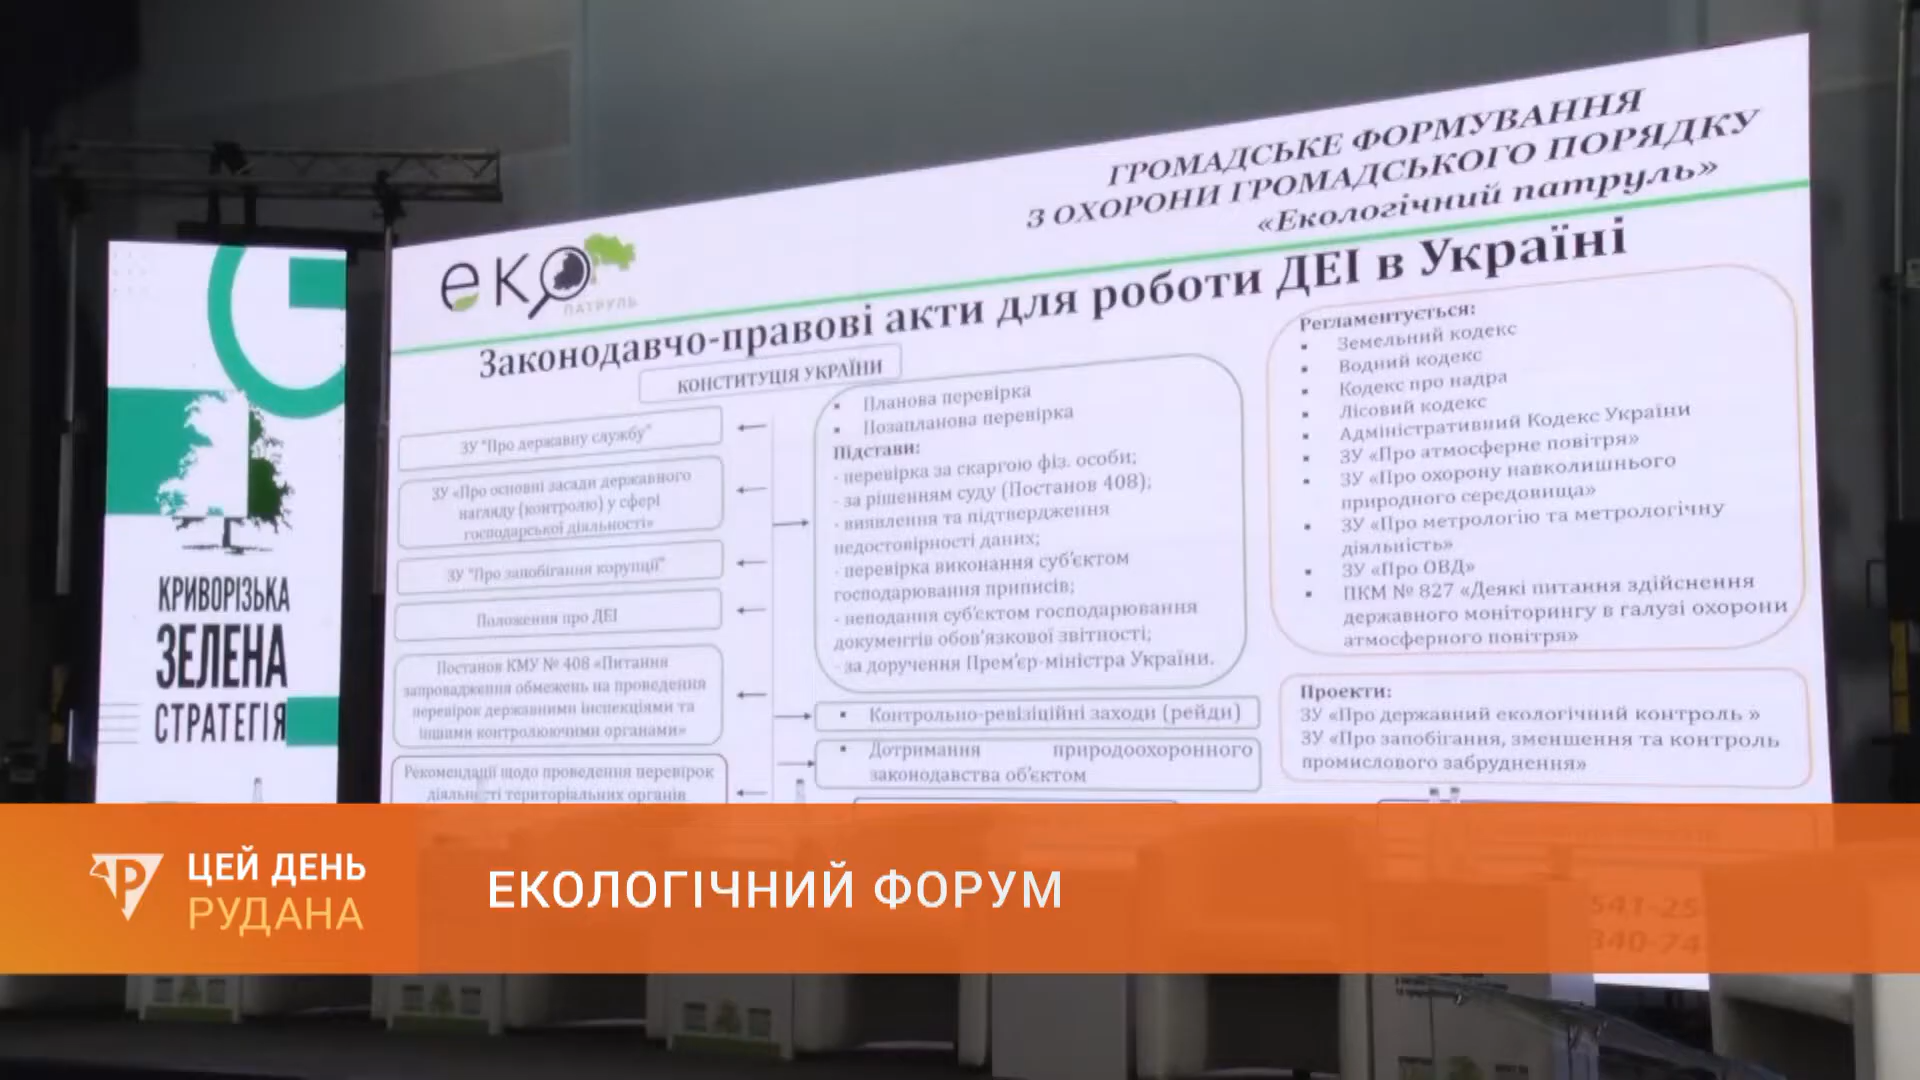 ГРОМАДСЬКЕ ФОРМУВАННЯ
З ОХОРОНИ ГРОМАДСЬКОГО ПОРЯДКУ
«Екологічний патруль»
еко
ПАТРУЛЬ
Законодавчо-правові акти для роботи ДЕІ в Україні
КОНСТИТУЦІЯ УКРАЇНИ
ЗУ "Про державну службу"
ЗУ «Про основні засади державного
нагляду (контролю) у сфері
господарської діяльності»
ЗУ "Про запобігання корупції"
Положення про ДЕІ
Постанов КМУ № 408 «Питання
запровадження обмежень на проведення
перевірок державними інспекціями та
іншими контролюючими органами»
Рекомендації щодо проведення перевірок
діяльності територіальних органів
▪ Планова перевірка
▪ Позапланова перевірка
Підстави:
- перевірка за скаргою фіз. особи;
- за рішенням суду (Постанов 408);
- виявлення та підтвердження
недостовірності даних;
- перевірка виконання суб'єктом
господарювання приписів;
- неподання суб'єктом господарювання
документів обов'язкової звітності;
- за доручення Прем'єр-міністра України.
▪ Контрольно-ревізіційні заходи (рейди)
▪ Дотримання природоохоронного
законодавства об'єктом
Регламентується:
▪ Земельний кодекс
▪ Водний кодекс
▪ Кодекс про надра
▪ Лісовий кодекс
▪ Адміністративний Кодекс України
▪ ЗУ «Про атмосферне повітря»
▪ ЗУ «Про охорону навколишнього
природного середовища»
▪ ЗУ «Про метрологію та метрологічну
діяльність»
▪ ЗУ «Про ОВД»
▪ ПКМ № 827 «Деякі питання здійснення
державного моніторингу в галузі охорони
атмосферного повітря»
Проекти:
ЗУ «Про державний екологічний контроль »
ЗУ «Про запобігання, зменшення та контроль
промислового забруднення»
КРИВОРІЗЬКА
ЗЕЛЕНА
СТРАТЕГІЯ
ЦЕЙ ДЕНЬ
РУДАНА
ЕКОЛОГІЧНИЙ ФОРУМ
541-25
340-74